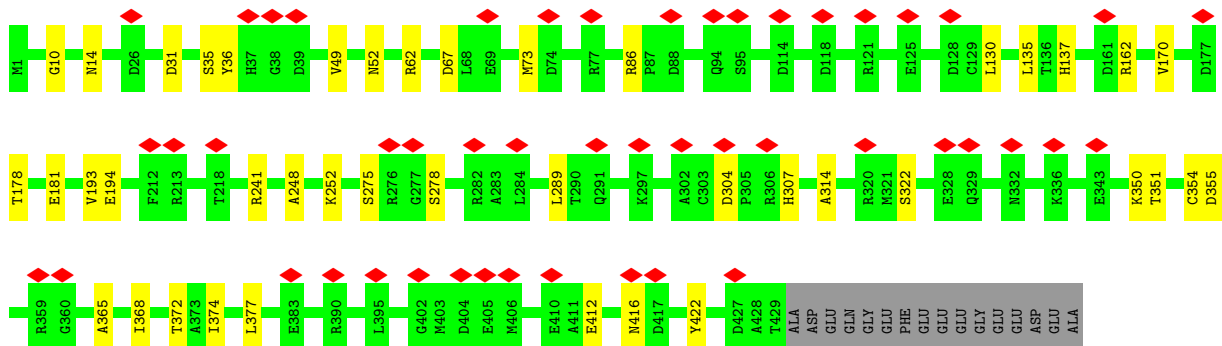 M1 G10 N14 D26 D31 S35 Y36 H37 G38 D39 V49 N52 R62 D67 L68 E69 M73 D74 R77 R86 P87 D88 Q94 S95 D114 D118 R121 E125 D128 C129 L130 L135 T136 H137 D161 R162 V170 D177
T178 E181 V193 E194 F212 R213 T218 R241 A248 K252 S275 R276 G277 S278 R282 A283 L284 L289 T290 Q291 K297 A302 C303 D304 P305 R306 H307 A314 R320 M321 S322 E328 Q329 N332 K336 E343 K350 T351 C354 D355
R359 G360 A365 I368 T372 A373 I374 L377 E383 R390 L395 G402 M403 D404 E405 M406 E410 A411 E412 N416 D417 Y422 D427 A428 T429 ALA ASP GLU GLN GLY GLU PHE GLU GLU GLU GLY GLU GLU ASP GLU ALA